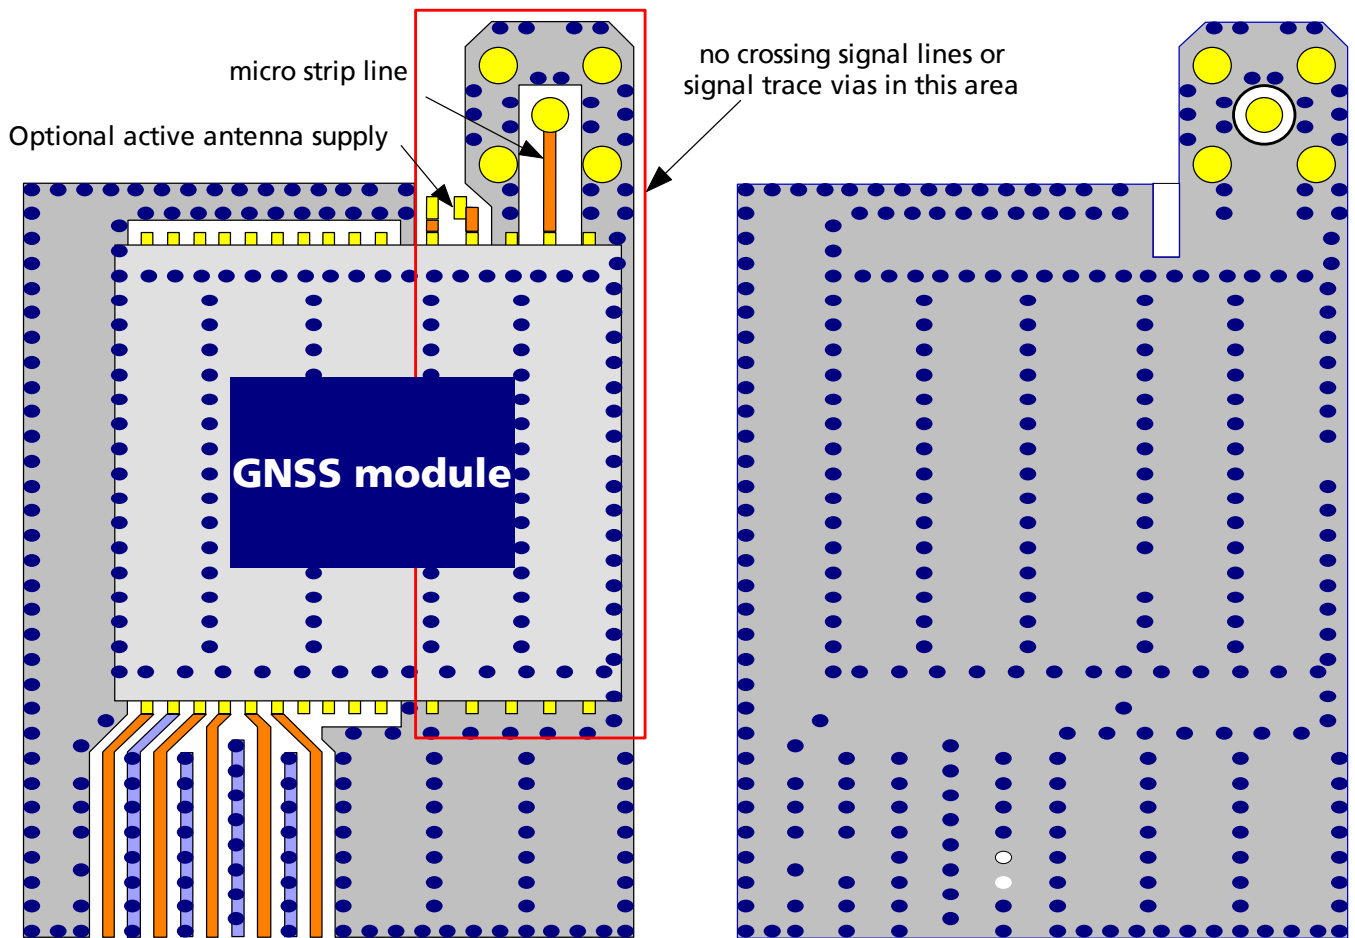 no crossing signal lines or
signal trace vias in this area
micro strip line
Optional active antenna supply
GNSS module